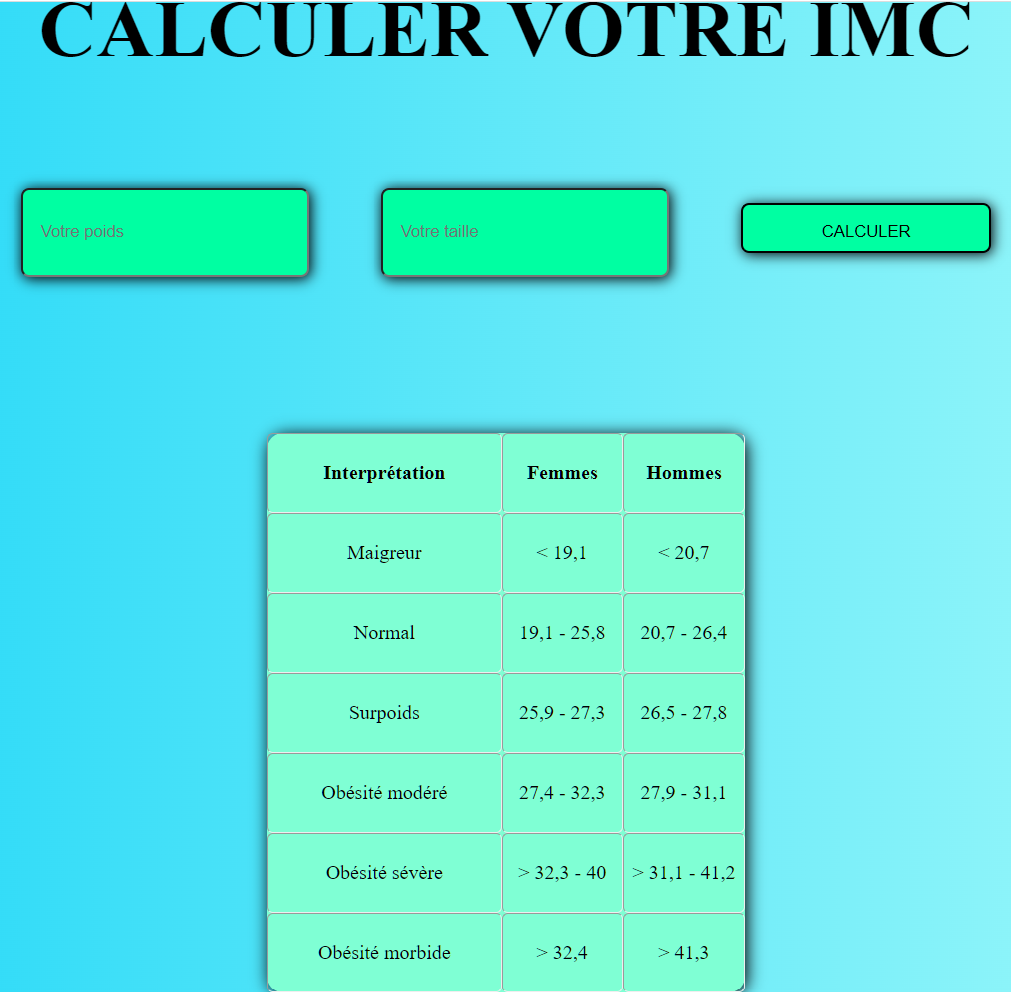 CALCULER VOTRE IMC
Votre poids
Votre taille
CALCULER
Interprétation Femmes Hommes
Maigreur < 19,1 < 20,7
Normal 19,1 - 25,8 20,7 - 26,4
Surpoids 25,9 - 27,3 26,5 - 27,8
Obésité modéré 27,4 - 32,3 27,9 - 31,1
Obésité sévère > 32,3 - 40 > 31,1 - 41,2
Obésité morbide > 32,4 > 41,3